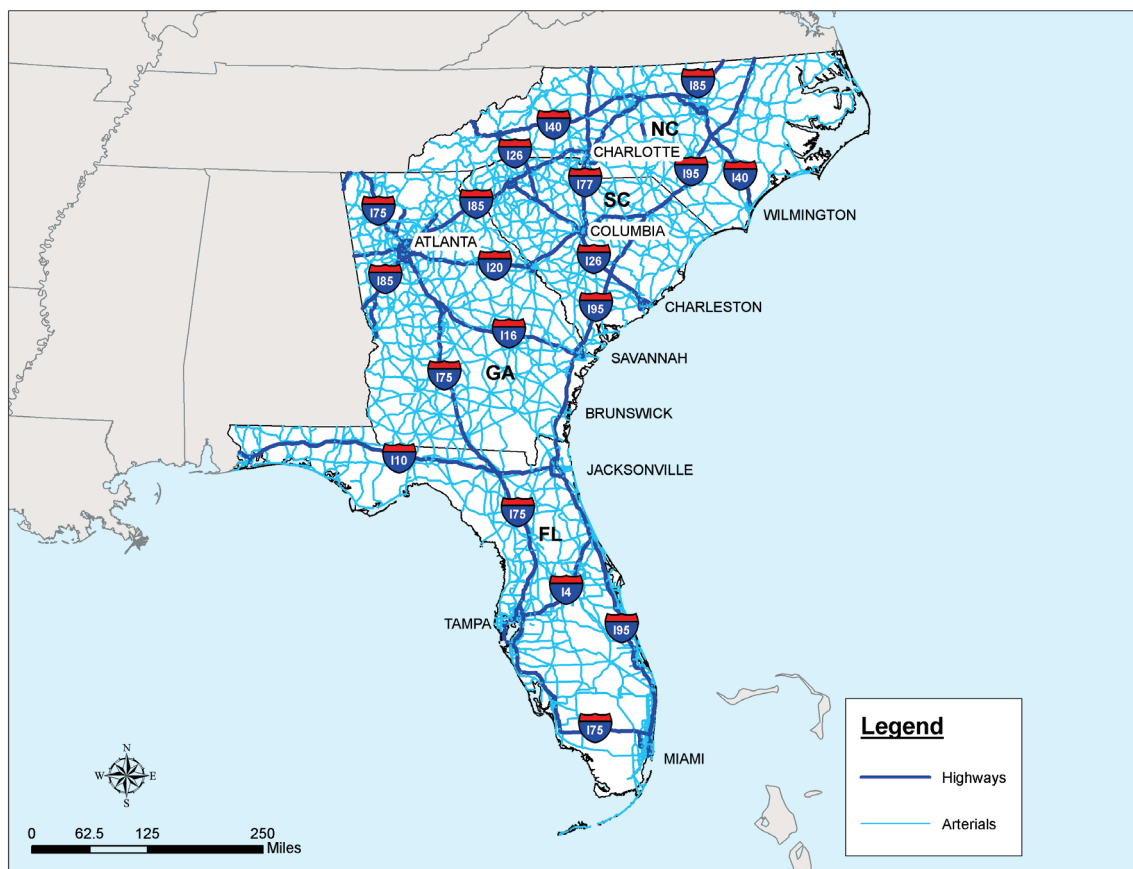 I85
I40
NC
I26
CHARLOTTE
I95
I40
I77
I75
I85
SC
WILMINGTON
COLUMBIA
ATLANTA
I20
I26
I85
I95
CHARLESTON
I16
SAVANNAH
I75
GA
BRUNSWICK
I10
JACKSONVILLE
I75
FL
I4
TAMPA
I95
I75
MIAMI
Legend
Highways
Arterials
N
W E
S
0 62.5 125 250
Miles